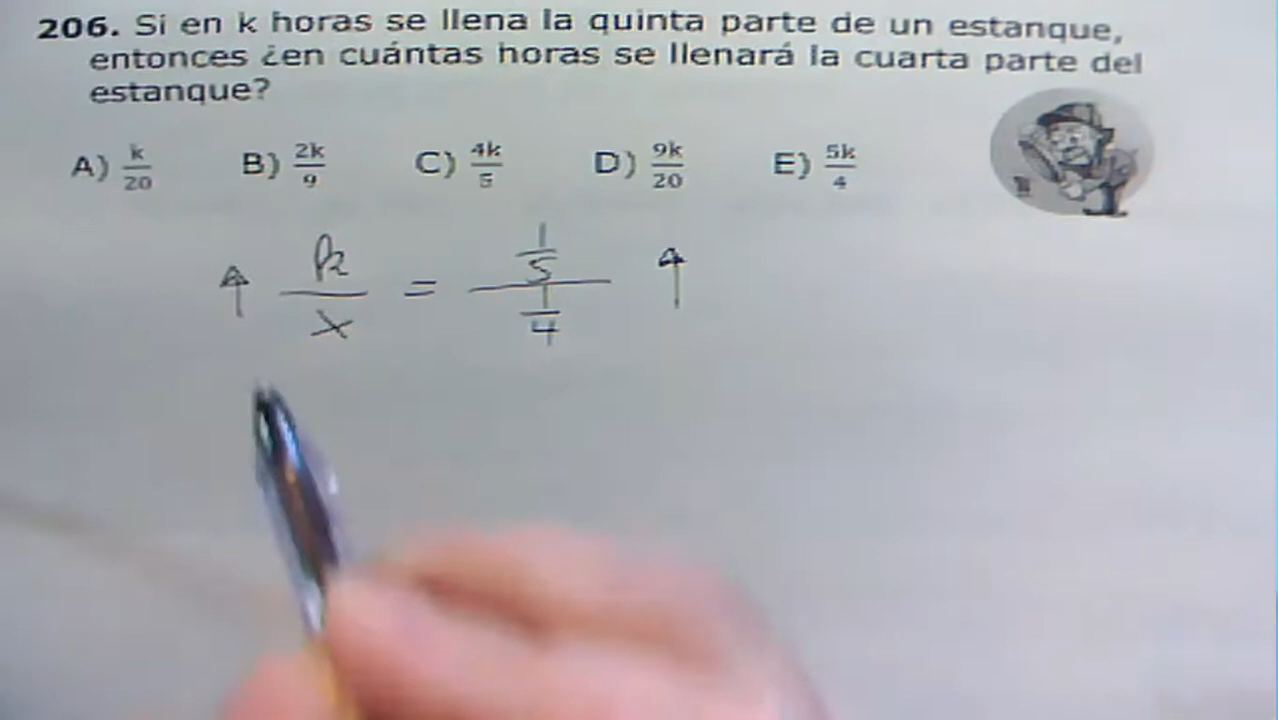 206. Si en k horas se llena la quinta parte de un estanque,
entonces ¿en cuántas horas se llenará la cuarta parte del
estanque?
A) k/20 B) 2k/9 C) 4k/5 D) 9k/20 E) 5k/4
↑ k/x = (1/5)/(1/4) ↑